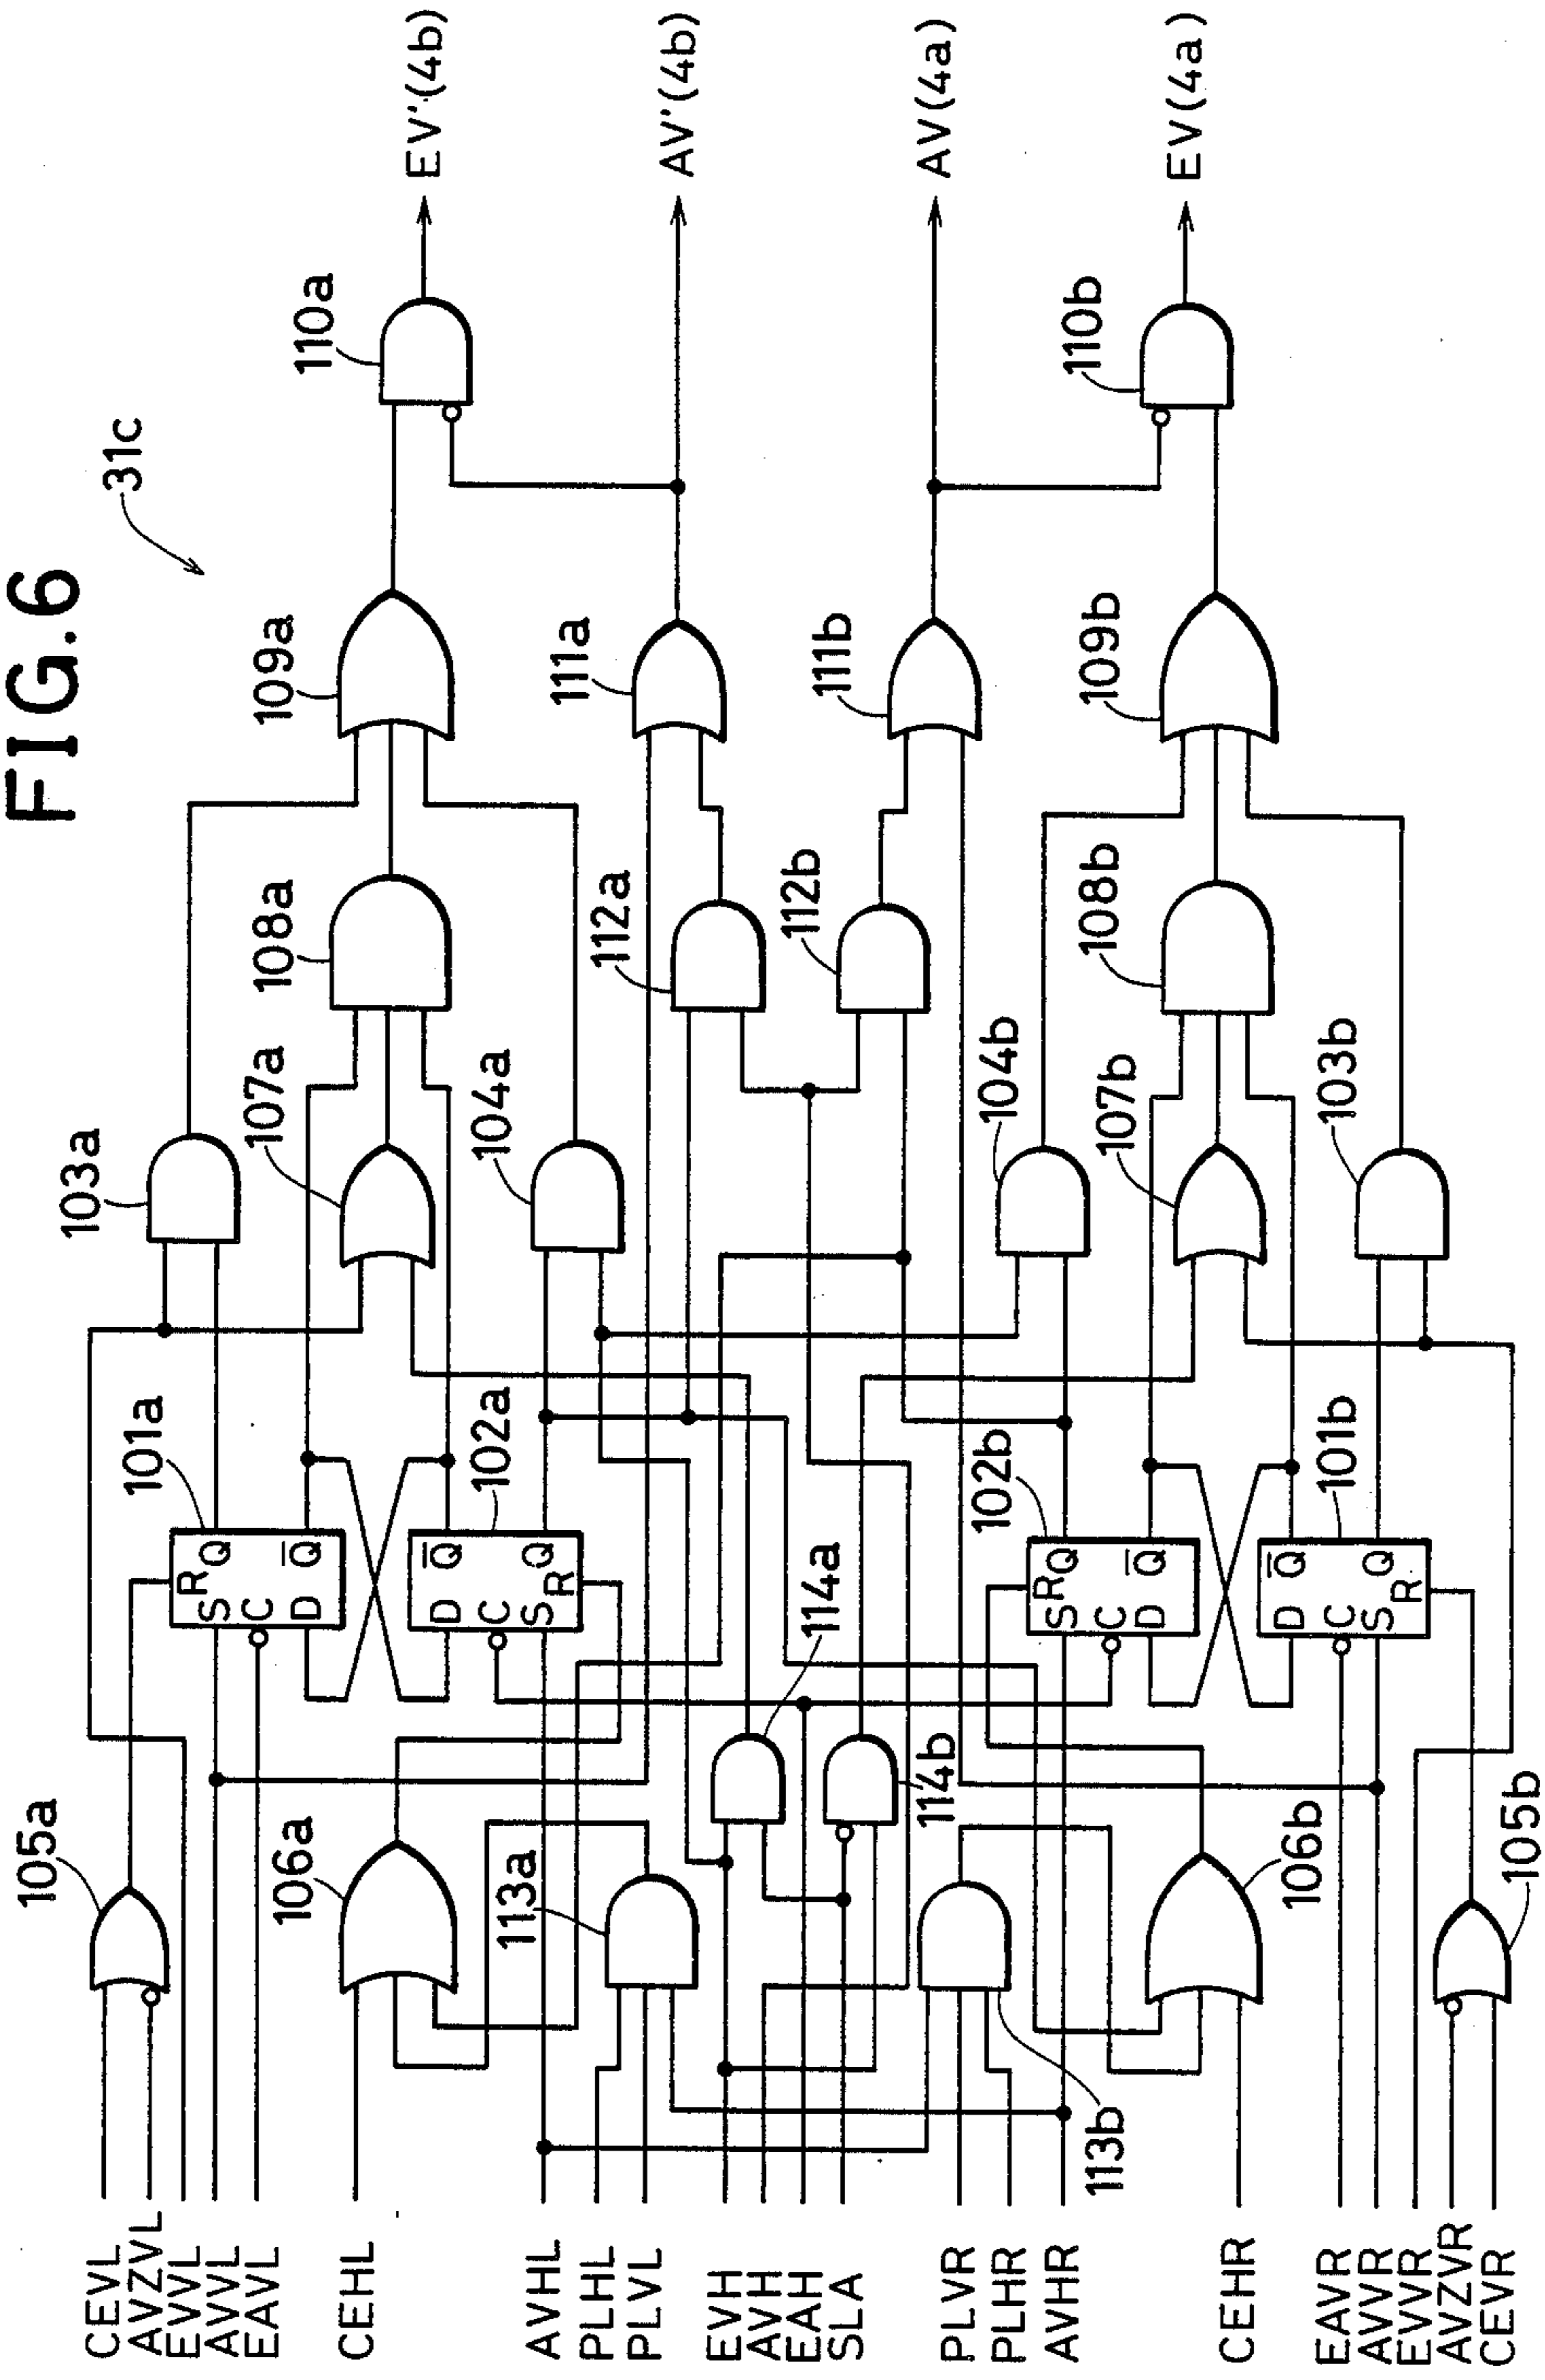 FIG.6
31c
EV'(4b)
AV'(4b)
AV(4a)
EV(4a)
110a
110b
109a
111a
111b
109b
108a
112a
112b
108b
103a
107a
104a
104b
107b
103b
101a
102a
102b
101b
R
S Q
C
D Q̅
D Q̅
C
S Q
R
R
S Q
C
D Q̅
D Q̅
C
S Q
R
114a
114b
105a
106a
113a
113b
106b
105b
CEVL
AVZVL
EVVL
AVVL
EAVL
CEHL
AVHL
PLHL
PLVL
EVH
AVH
EAH
SLA
PLVR
PLHR
AVHR
CEHR
EAVR
AVVR
EVVR
AVZVR
CEVR